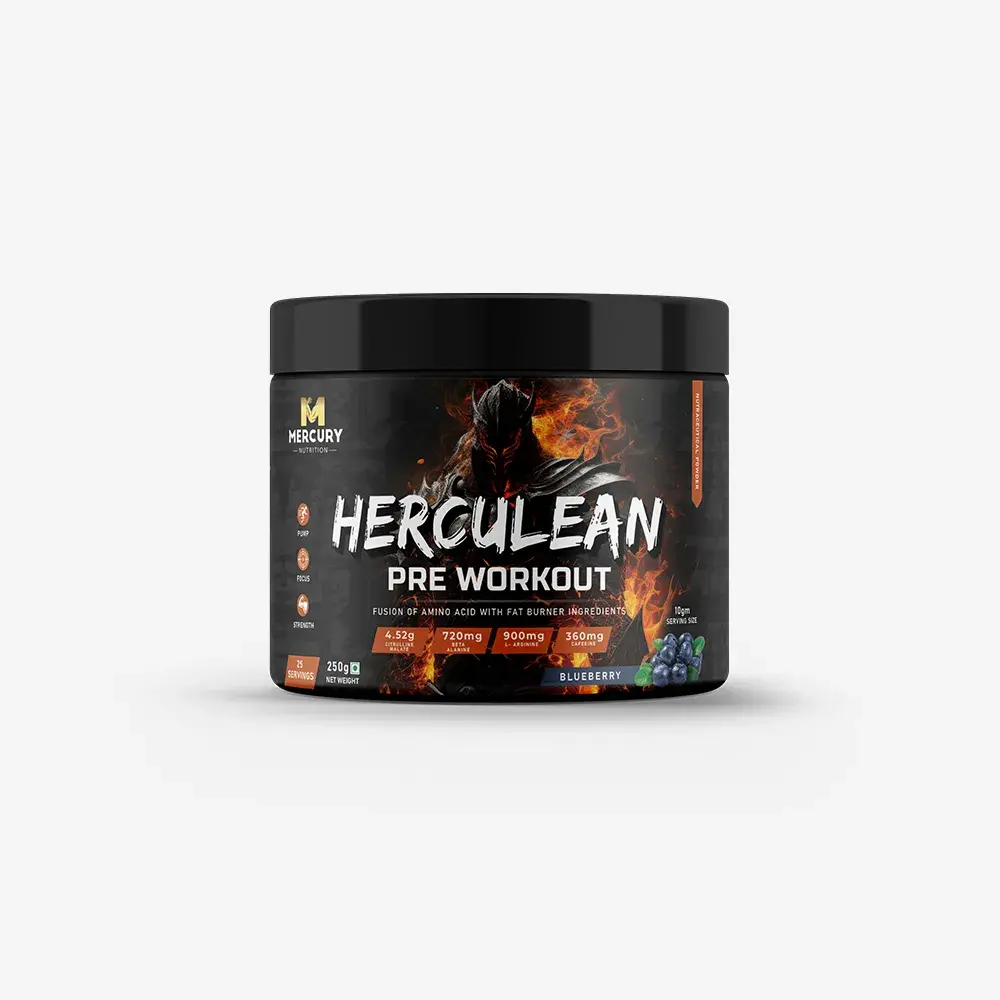 MERCURY
NUTRITION
NUTRACEUTICAL POWDER
PUMP
FOCUS
STRENGTH
HERCULEAN
PRE WORKOUT
FUSION OF AMINO ACID WITH FAT BURNER INGREDIENTS
10gm
SERVING SIZE
4.52g
CITRULLINE
MALATE
720mg
BETA
ALANINE
900mg
L- ARGININE
360mg
CAFFEINE
25
SERVINGS
250g
NET WEIGHT
BLUEBERRY